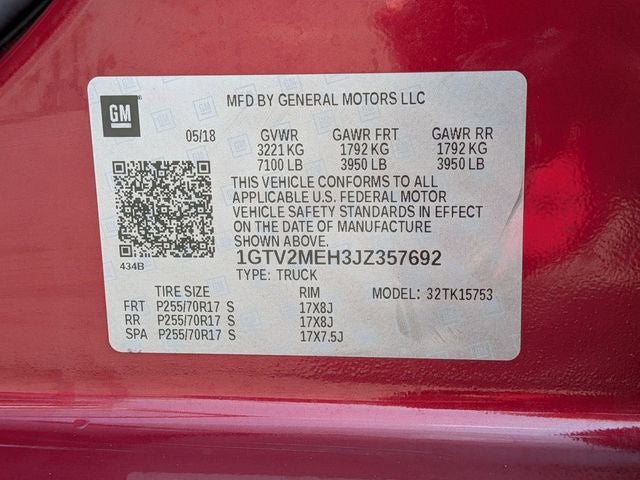 GM
MFD BY GENERAL MOTORS LLC
05/18 GVWR GAWR FRT GAWR RR
3221 KG 1792 KG 1792 KG
7100 LB 3950 LB 3950 LB
THIS VEHICLE CONFORMS TO ALL
APPLICABLE U.S. FEDERAL MOTOR
VEHICLE SAFETY STANDARDS IN EFFECT
ON THE DATE OF MANUFACTURE
SHOWN ABOVE.
434B
1GTV2MEH3JZ357692
TYPE: TRUCK
TIRE SIZE RIM MODEL: 32TK15753
FRT P255/70R17 S 17X8J
RR P255/70R17 S 17X8J
SPA P255/70R17 S 17X7.5J